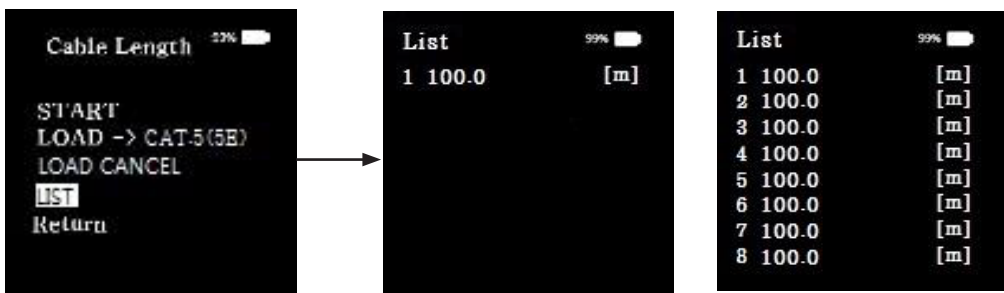 Cable Length 99%
START
LOAD -> CAT-5(5E)
LOAD CANCEL
LIST
Return
List 99%
1 100.0 [m]
List 99%
1 100.0 [m]
2 100.0 [m]
3 100.0 [m]
4 100.0 [m]
5 100.0 [m]
6 100.0 [m]
7 100.0 [m]
8 100.0 [m]